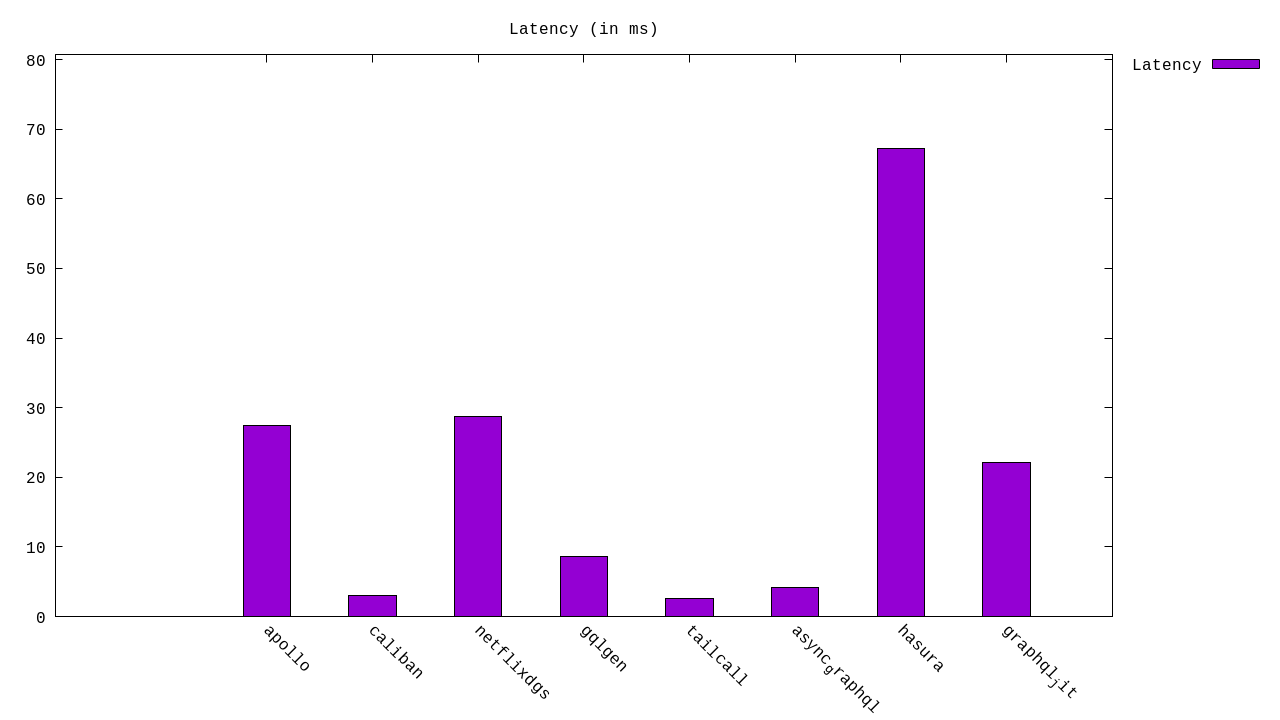 Latency (in ms)
Latency
80
70
60
50
40
30
20
10
0
apollo
caliban
netflixdgs
gqlgen
tailcall
async_graphql
hasura
graphql_jit